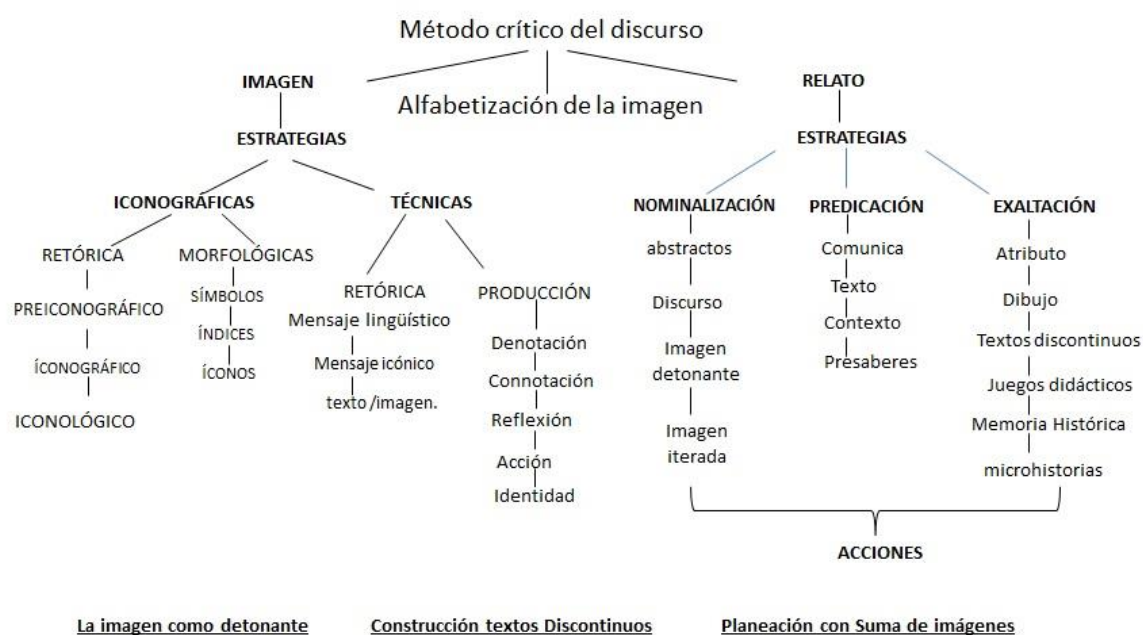 Método crítico del discurso
IMAGEN
Alfabetización de la imagen
RELATO
ESTRATEGIAS
ESTRATEGIAS
ICONOGRÁFICAS
TÉCNICAS
NOMINALIZACIÓN
PREDICACIÓN
EXALTACIÓN
RETÓRICA
PREICONOGRÁFICO
ÍCONOGRÁFICO
ICONOLÓGICO
MORFOLÓGICAS
SÍMBOLOS
ÍNDICES
ÍCONOS
RETÓRICA
Mensaje lingüístico
Mensaje icónico
texto /imagen.
PRODUCCIÓN
Denotación
Connotación
Reflexión
Acción
Identidad
abstractos
Discurso
Imagen
detonante
Imagen
iterada
Comunica
Texto
Contexto
Presaberes
Atributo
Dibujo
Textos discontinuos
Juegos didácticos
Memoria Histórica
microhistorias
ACCIONES
La imagen como detonante
Construcción textos Discontinuos
Planeación con Suma de imágenes